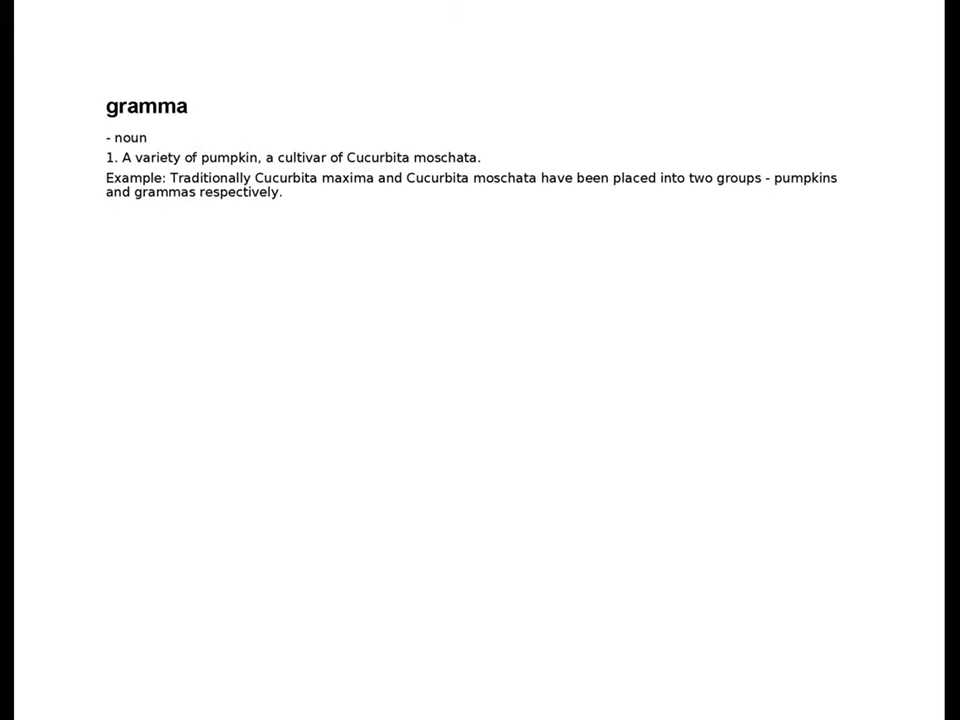 gramma
- noun
1. A variety of pumpkin, a cultivar of Cucurbita moschata.
Example: Traditionally Cucurbita maxima and Cucurbita moschata have been placed into two groups - pumpkins
and grammas respectively.